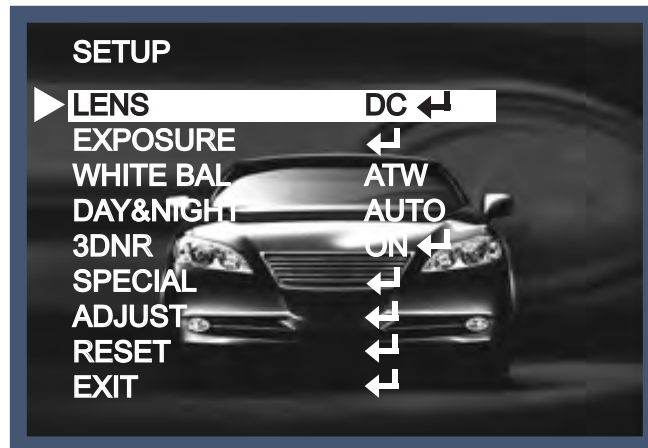 SETUP
LENS DC ↵
EXPOSURE ↵
WHITE BAL ATW
DAY&NIGHT AUTO
3DNR ON ↵
SPECIAL ↵
ADJUST ↵
RESET ↵
EXIT ↵